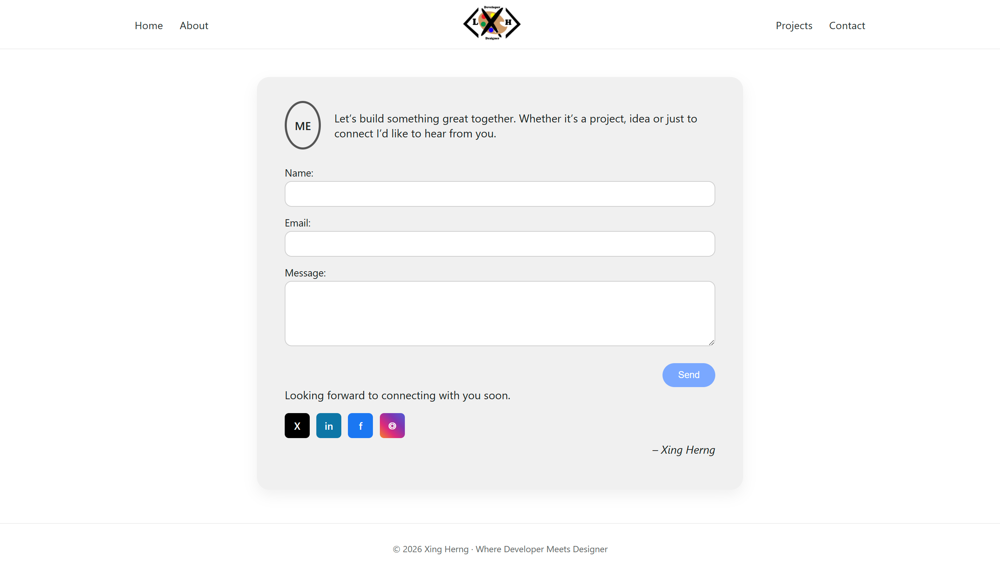 Home About
Developer
L X H
Designer
Projects Contact
ME
Let’s build something great together. Whether it’s a project, idea or just to
connect I’d like to hear from you.
Name:
Email:
Message:
Send
Looking forward to connecting with you soon.
X in f
– Xing Herng
© 2026 Xing Herng · Where Developer Meets Designer